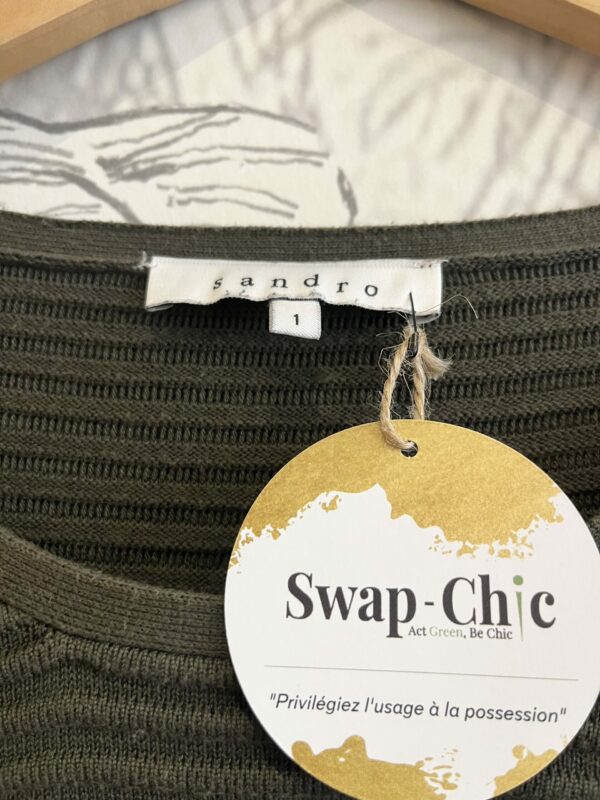 sandro
1
Swap-Chic
Act Green, Be Chic
"Privilégiez l'usage à la possession"